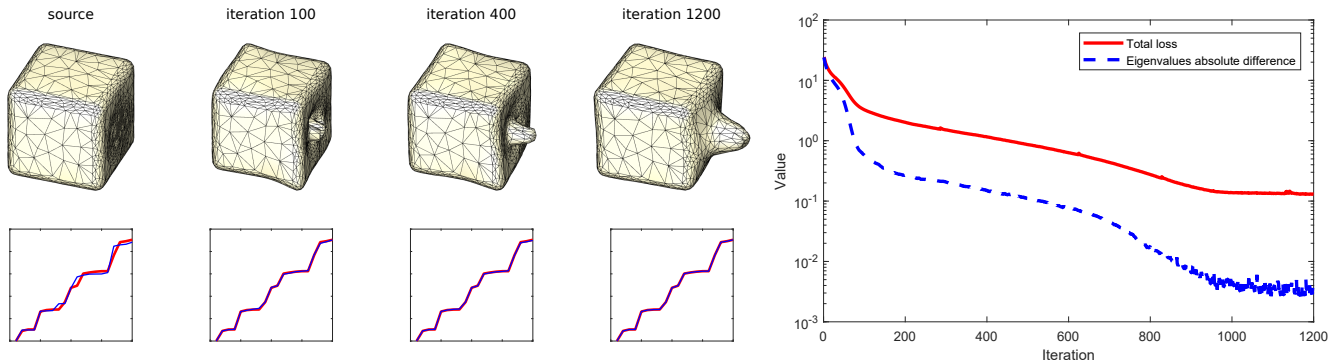 source
iteration 100
iteration 400
iteration 1200
10^2
10^1
10^0
10^-1
10^-2
10^-3
Value
Total loss
Eigenvalues absolute difference
0
200
400
600
800
1000
1200
Iteration